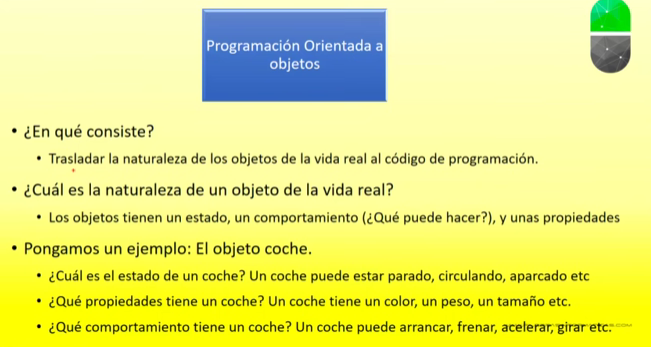 Programación Orientada a
objetos
• ¿En qué consiste?
• Trasladar la naturaleza de los objetos de la vida real al código de programación.
• ¿Cuál es la naturaleza de un objeto de la vida real?
• Los objetos tienen un estado, un comportamiento (¿Qué puede hacer?), y unas propiedades
• Pongamos un ejemplo: El objeto coche.
• ¿Cuál es el estado de un coche? Un coche puede estar parado, circulando, aparcado etc
• ¿Qué propiedades tiene un coche? Un coche tiene un color, un peso, un tamaño etc.
• ¿Qué comportamiento tiene un coche? Un coche puede arrancar, frenar, acelerar, girar etc.